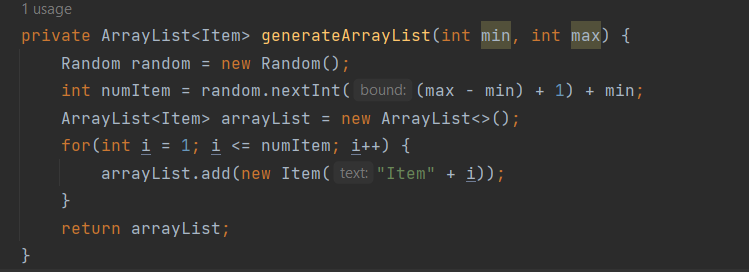 1 usage
private ArrayList<Item> generateArrayList(int min, int max) {
    Random random = new Random();
    int numItem = random.nextInt( bound: (max - min) + 1) + min;
    ArrayList<Item> arrayList = new ArrayList<>();
    for(int i = 1; i <= numItem; i++) {
        arrayList.add(new Item( text: "Item" + i));
    }
    return arrayList;
}